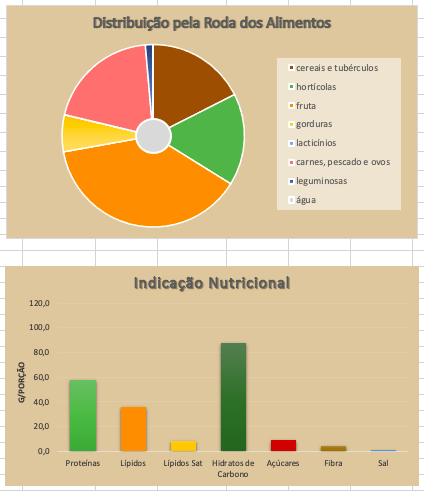 Distribuição pela Roda dos Alimentos
cereais e tubérculos
hortícolas
fruta
gorduras
lacticínios
carnes, pescado e ovos
leguminosas
água
Indicação Nutricional
G/PORÇÃO
120,0
100,0
80,0
60,0
40,0
20,0
0,0
Proteínas
Lípidos
Lípidos Sat
Hidratos de
Carbono
Açúcares
Fibra
Sal